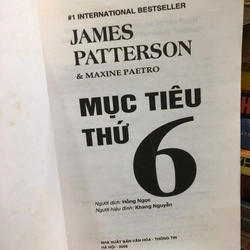 #1 INTERNATIONAL BESTSELLER
JAMES
PATTERSON
& MAXINE PAETRO
MỤC TIÊU
THỨ
6
Người dịch: Hồng Ngọc
Người hiệu đính: Khang Nguyễn
NHÀ XUẤT BẢN VĂN HÓA - THÔNG TIN
HÀ NỘI - 2008